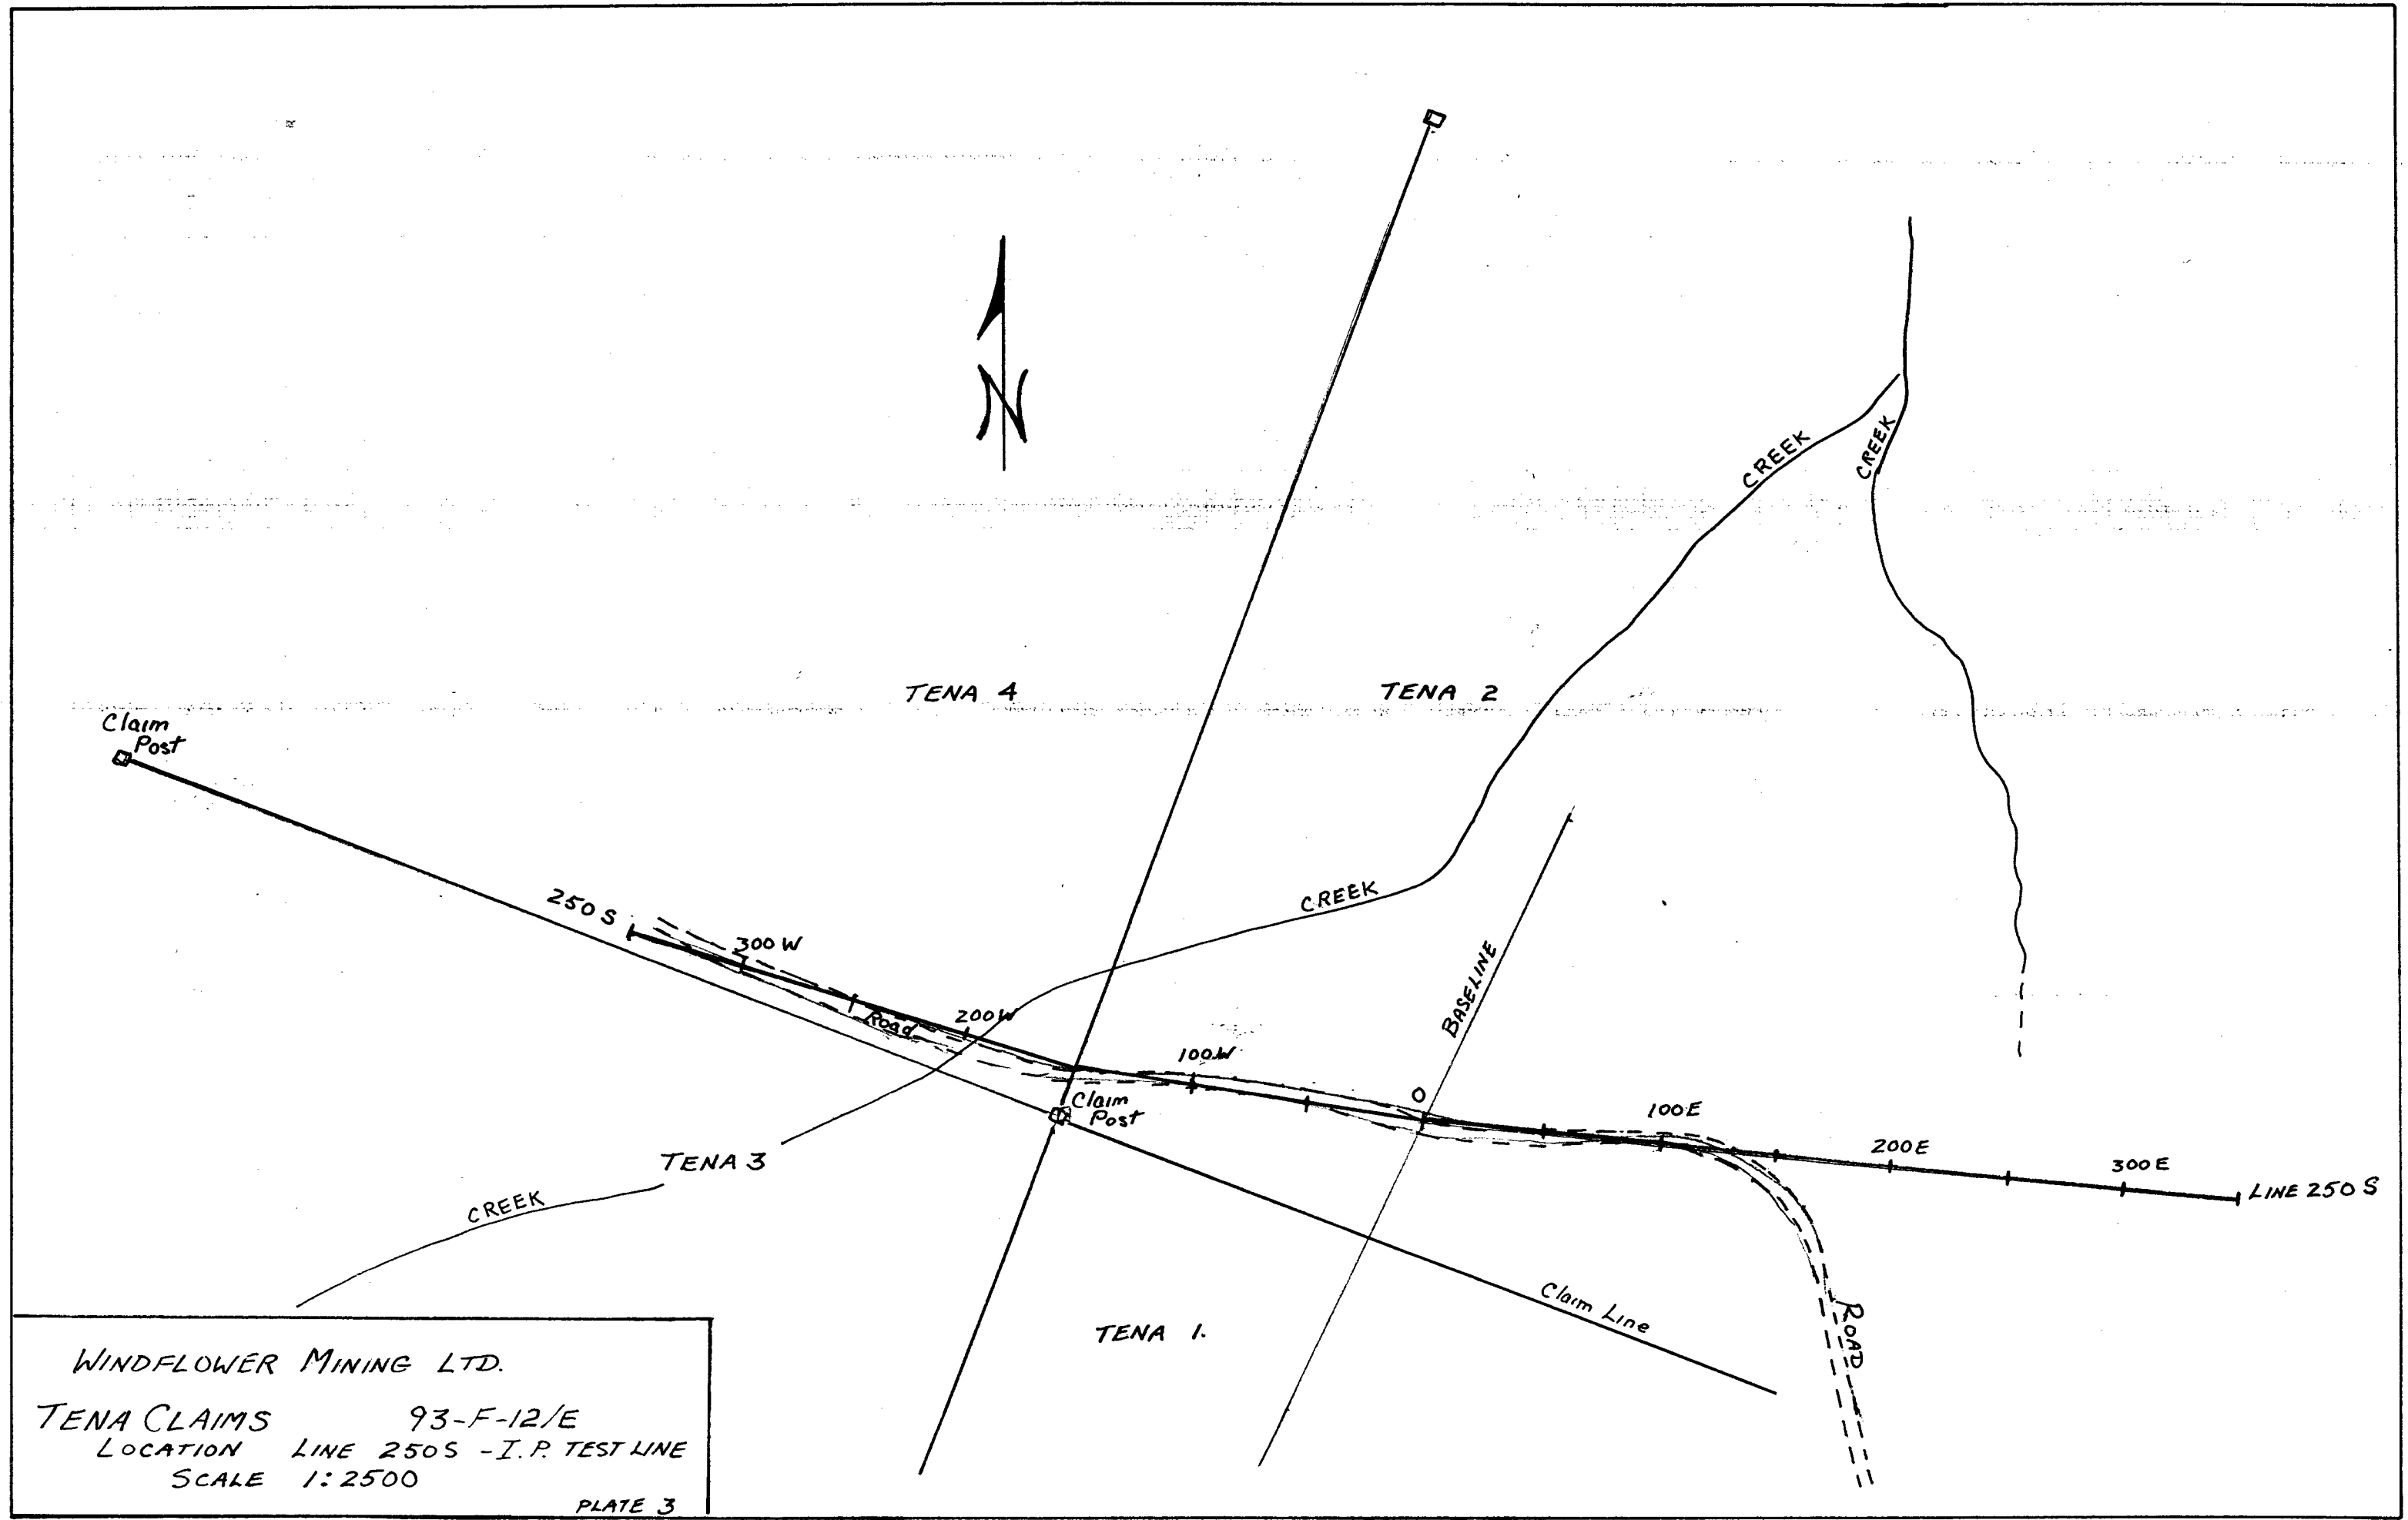 N
CREEK
CREEK
TENA 4
TENA 2
Claim
Post
250 S
CREEK
300 W
BASELINE
Road
200 W
100 W
O
Claim
Post
100 E
200 E
300 E
LINE 250 S
TENA 3
CREEK
Claim Line
ROAD
TENA 1.
WINDFLOWER MINING LTD.
TENA CLAIMS 93-F-12/E
LOCATION LINE 250S - I.P. TEST LINE
SCALE 1:2500
PLATE 3